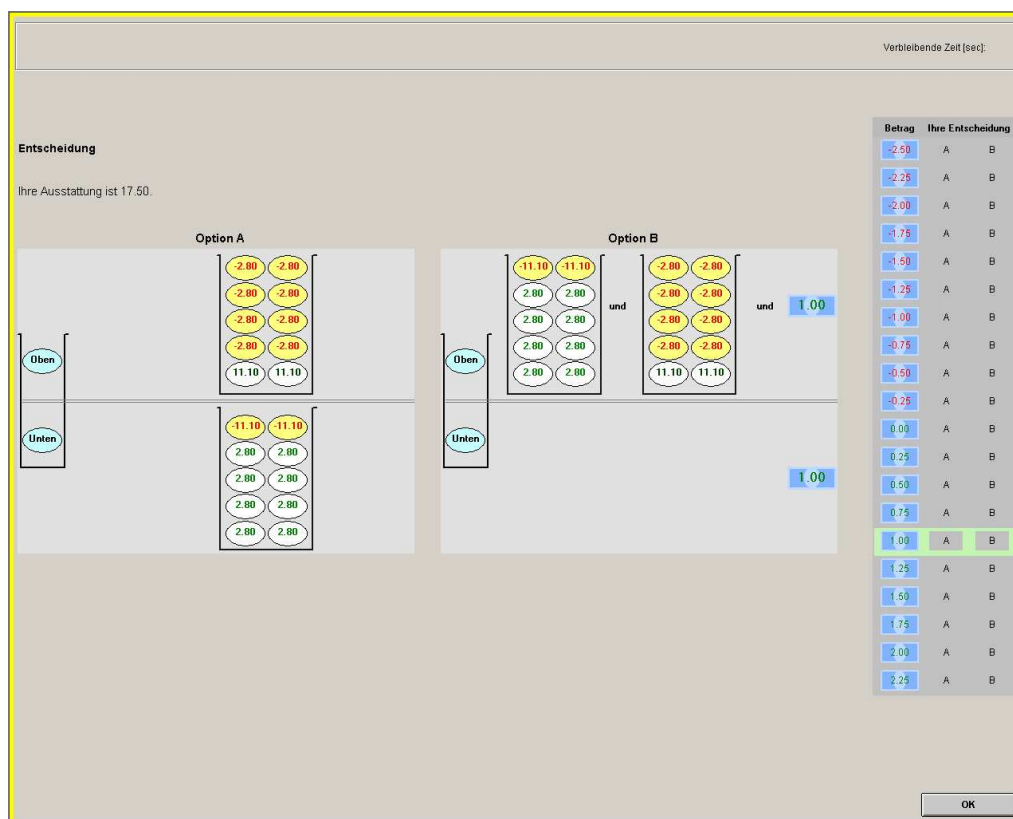 Verbleibende Zeit [sec]:
Entscheidung
Ihre Ausstattung ist 17.50.
Option A
-2.80 -2.80
-2.80 -2.80
-2.80 -2.80
-2.80 -2.80
11.10 11.10
Oben
Unten
-11.10 -11.10
2.80 2.80
2.80 2.80
2.80 2.80
2.80 2.80
Option B
-11.10 -11.10
2.80 2.80
2.80 2.80
2.80 2.80
2.80 2.80
und
-2.80 -2.80
-2.80 -2.80
-2.80 -2.80
-2.80 -2.80
11.10 11.10
und
1.00
Oben
Unten
1.00
Betrag Ihre Entscheidung
-2.50 A B
-2.25 A B
-2.00 A B
-1.75 A B
-1.50 A B
-1.25 A B
-1.00 A B
-0.75 A B
-0.50 A B
-0.25 A B
0.00 A B
0.25 A B
0.50 A B
0.75 A B
1.00 A B
1.25 A B
1.50 A B
1.75 A B
2.00 A B
2.25 A B
OK